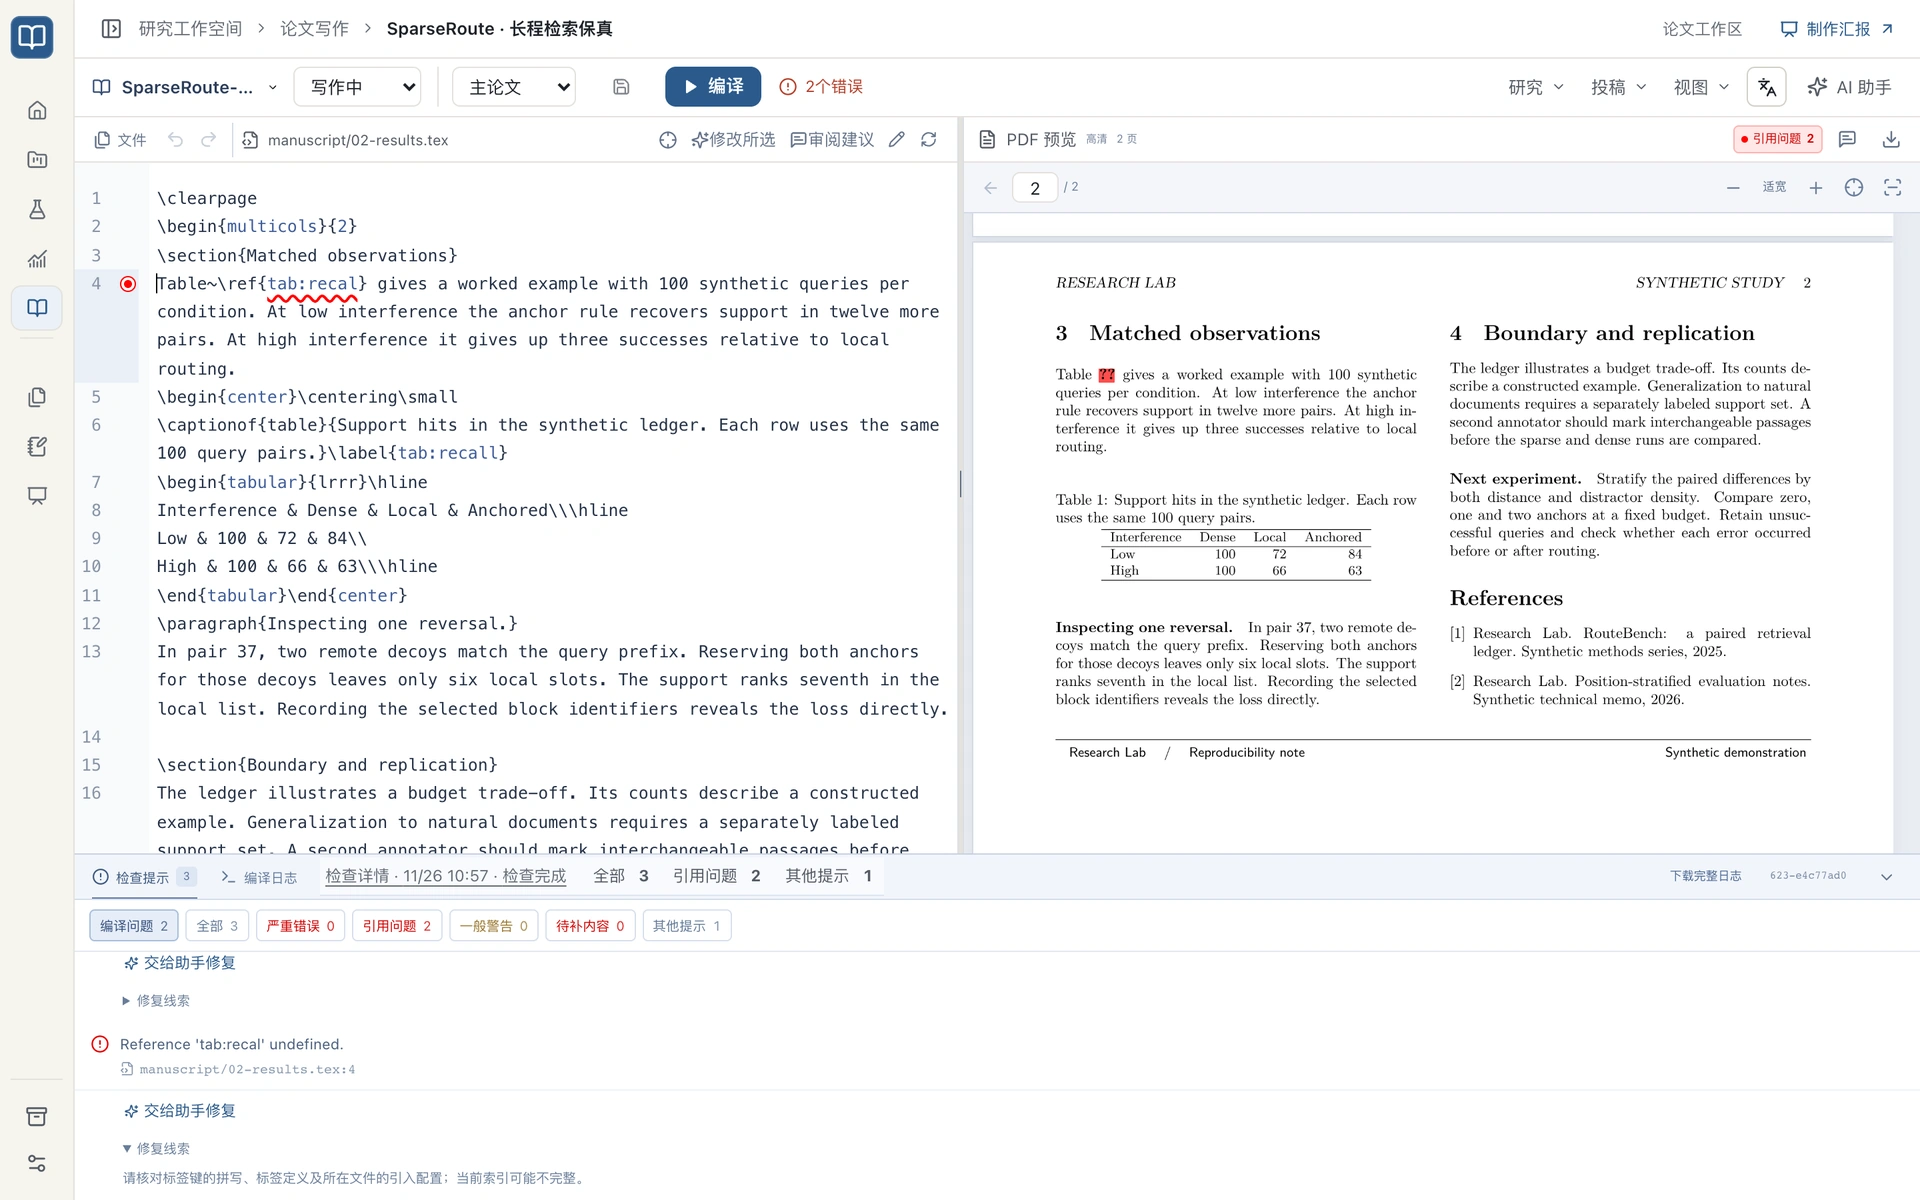 研究工作空间 > 论文写作 > SparseRoute · 长程检索保真
论文工作区 制作汇报
SparseRoute-... 写作中 主论文 编译 2个错误
研究 投稿 视图 AI 助手
文件 manuscript/02-results.tex 修改所选 审阅建议
1 \clearpage
2 \begin{multicols}{2}
3 \section{Matched observations}
4 Table~\ref{tab:recal} gives a worked example with 100 synthetic queries per
condition. At low interference the anchor rule recovers support in twelve more
pairs. At high interference it gives up three successes relative to local
routing.
5 \begin{center}\centering\small
6 \captionof{table}{Support hits in the synthetic ledger. Each row uses the same
100 query pairs.}\label{tab:recall}
7 \begin{tabular}{lrrr}\hline
8 Interference & Dense & Local & Anchored\\\hline
9 Low & 100 & 72 & 84\\
10 High & 100 & 66 & 63\\\hline
11 \end{tabular}\end{center}
12 \paragraph{Inspecting one reversal.}
13 In pair 37, two remote decoys match the query prefix. Reserving both anchors
for those decoys leaves only six local slots. The support ranks seventh in the
local list. Recording the selected block identifiers reveals the loss directly.
14
15 \section{Boundary and replication}
16 The ledger illustrates a budget trade-off. Its counts describe a constructed
example. Generalization to natural documents requires a separately labeled
support set. A second annotator should mark interchangeable passages before
PDF 预览 高清 2 页 引用问题 2
2 / 2 适宽
RESEARCH LAB SYNTHETIC STUDY 2
3 Matched observations
Table ?? gives a worked example with 100 synthetic
queries per condition. At low interference the anchor
rule recovers support in twelve more pairs. At high in-
terference it gives up three successes relative to local
routing.
Table 1: Support hits in the synthetic ledger. Each row
uses the same 100 query pairs.
Interference Dense Local Anchored
Low 100 72 84
High 100 66 63
Inspecting one reversal. In pair 37, two remote de-
coys match the query prefix. Reserving both anchors
for those decoys leaves only six local slots. The support
ranks seventh in the local list. Recording the selected
block identifiers reveals the loss directly.
4 Boundary and replication
The ledger illustrates a budget trade-off. Its counts de-
scribe a constructed example. Generalization to natural
documents requires a separately labeled support set. A
second annotator should mark interchangeable passages
before the sparse and dense runs are compared.
Next experiment. Stratify the paired differences by
both distance and distractor density. Compare zero,
one and two anchors at a fixed budget. Retain unsuc-
cessful queries and check whether each error occurred
before or after routing.
References
[1] Research Lab. RouteBench: a paired retrieval
ledger. Synthetic methods series, 2025.
[2] Research Lab. Position-stratified evaluation notes.
Synthetic technical memo, 2026.
Research Lab / Reproducibility note Synthetic demonstration
检查提示 3 编译日志 检查详情 · 11/26 10:57 · 检查完成 全部 3 引用问题 2 其他提示 1
下载完整日志 623-e4c77ad0
编译问题 2 全部 3 严重错误 0 引用问题 2 一般警告 0 待补内容 0 其他提示 1
交给助手修复
修复线索
Reference 'tab:recal' undefined.
manuscript/02-results.tex:4
交给助手修复
修复线索
请核对标签键的拼写、标签定义及所在文件的引入配置；当前索引可能不完整。